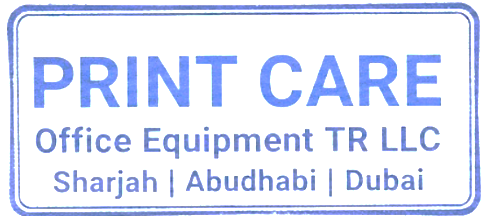 PRINT CARE
Office Equipment TR LLC
Sharjah | Abudhabi | Dubai